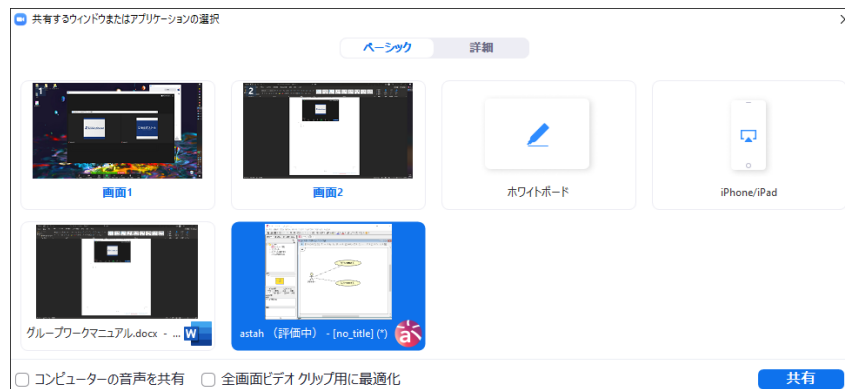 共有するウィンドウまたはアプリケーションの選択
ベーシック 詳細
1
2
画面1 画面2 ホワイトボード iPhone/iPad
グループワークマニュアル.docx - ... astah (評価中) - [no_title] (*)
コンピューターの音声を共有 全画面ビデオ クリップ用に最適化 共有